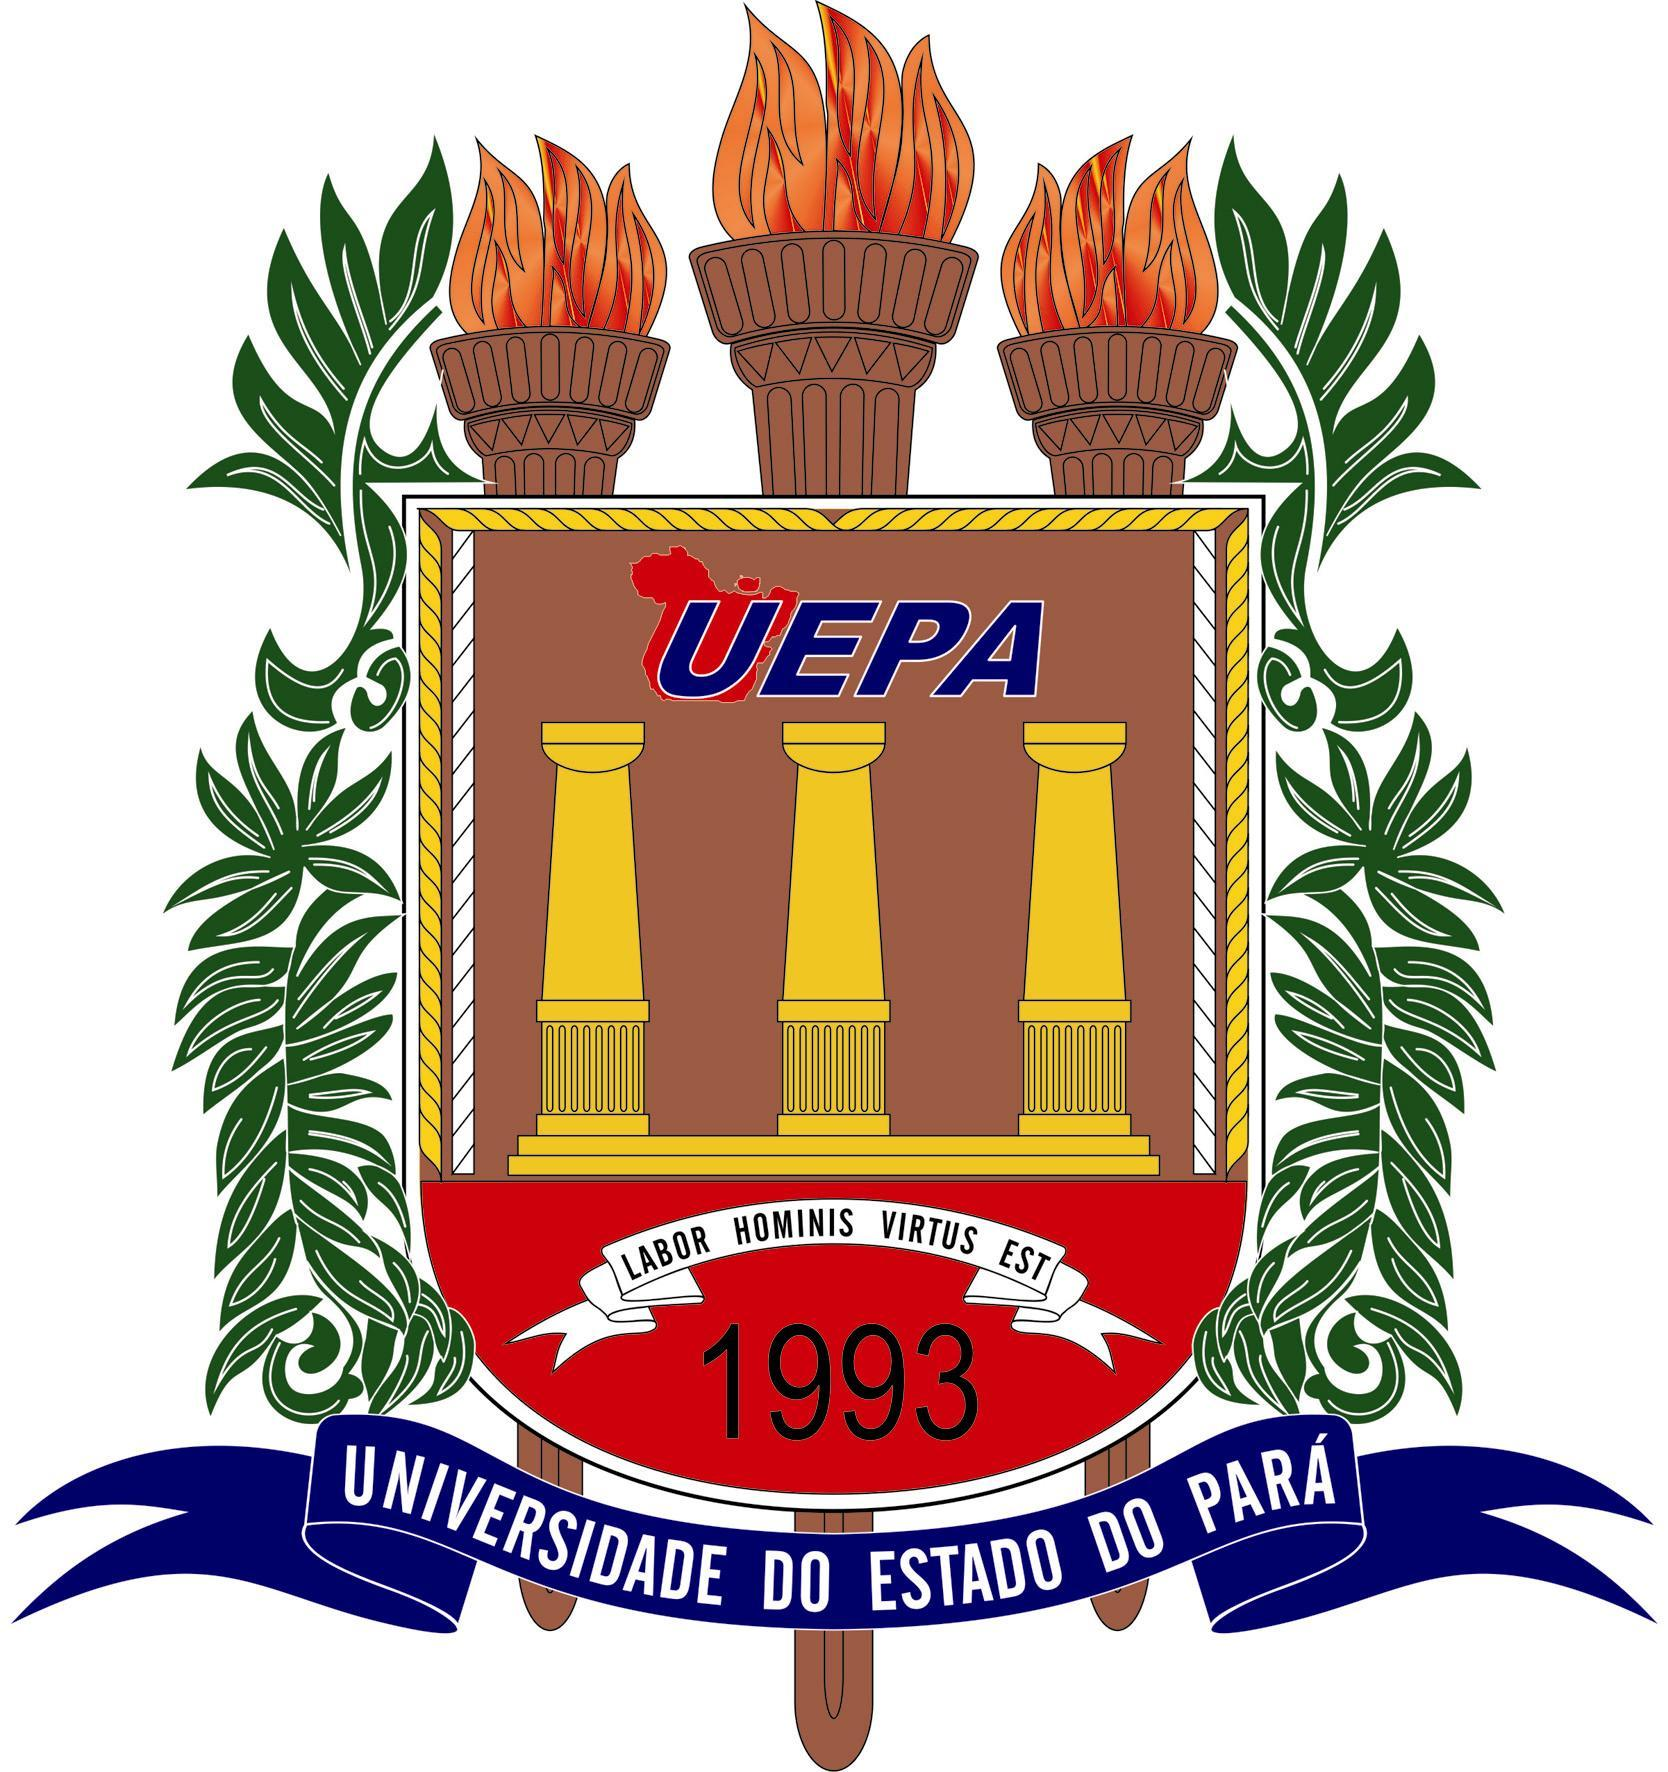 UEPA
LABOR HOMINIS VIRTUS EST
1993
UNIVERSIDADE DO ESTADO DO PARÁ